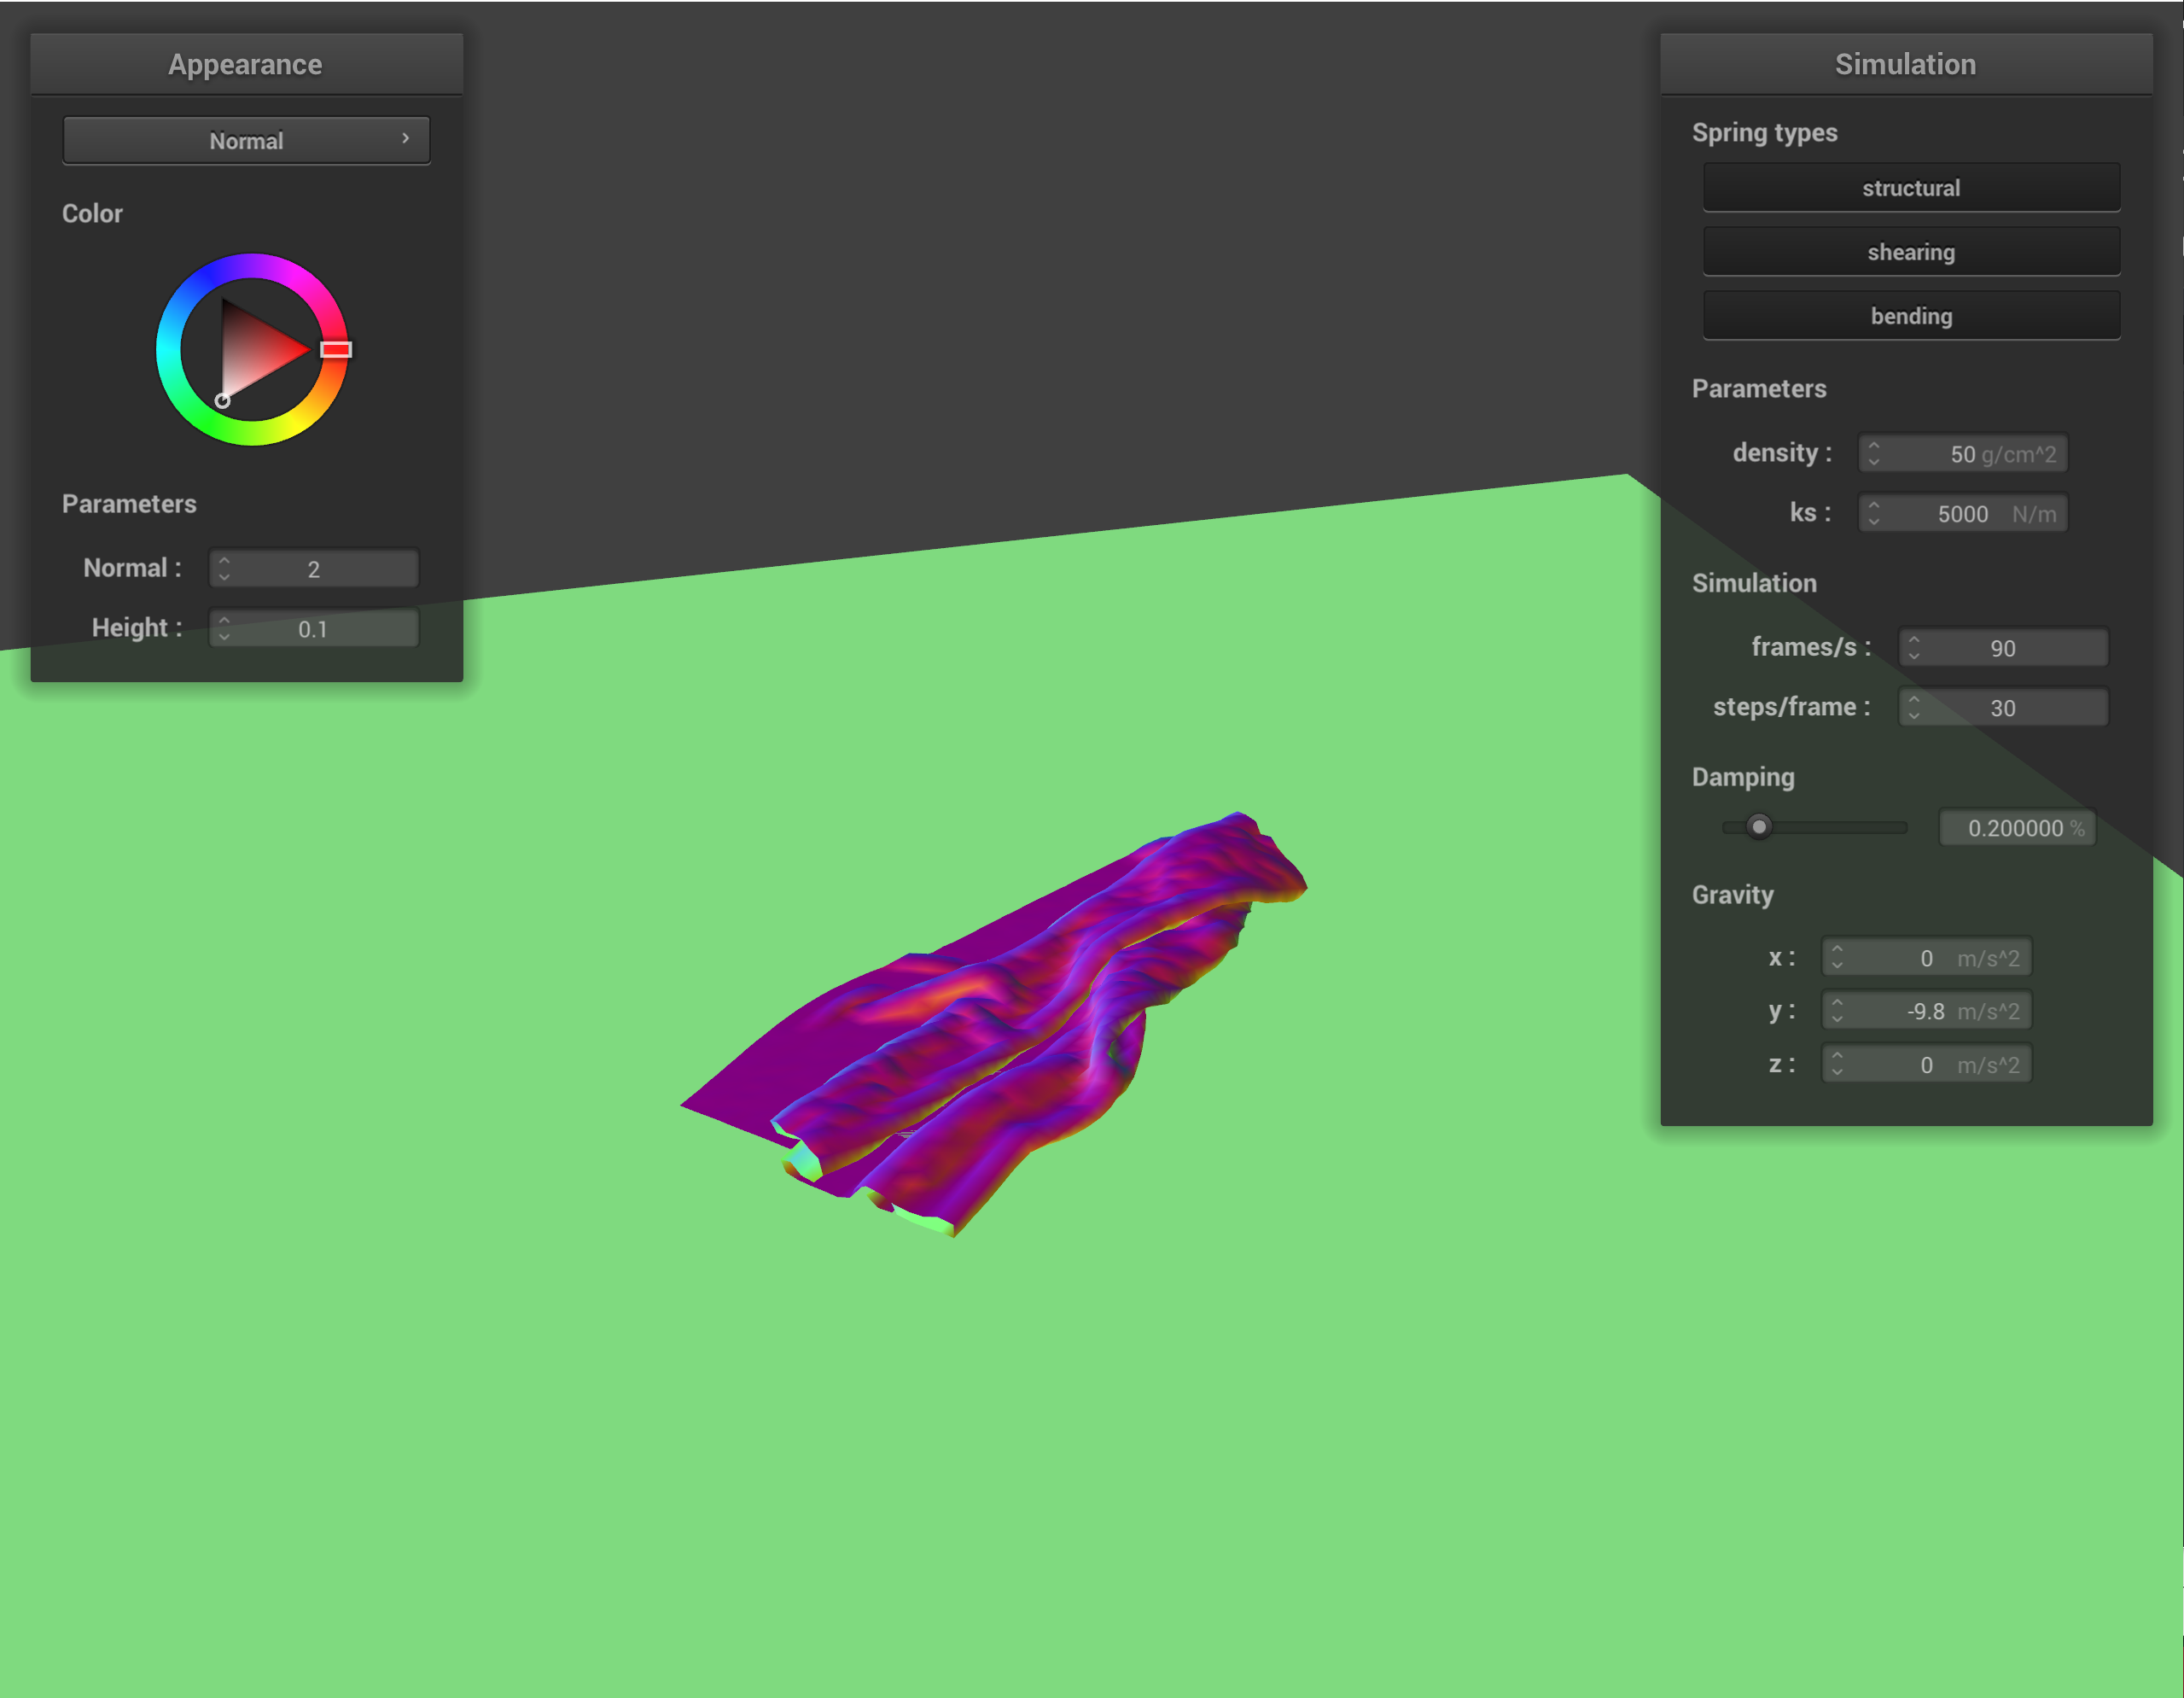 Appearance
Normal
Color
Parameters
Normal : 2
Height : 0.1
Simulation
Spring types
structural
shearing
bending
Parameters
density : 50 g/cm^2
ks : 5000 N/m
Simulation
frames/s : 90
steps/frame : 30
Damping
0.200000 %
Gravity
x : 0 m/s^2
y : -9.8 m/s^2
z : 0 m/s^2